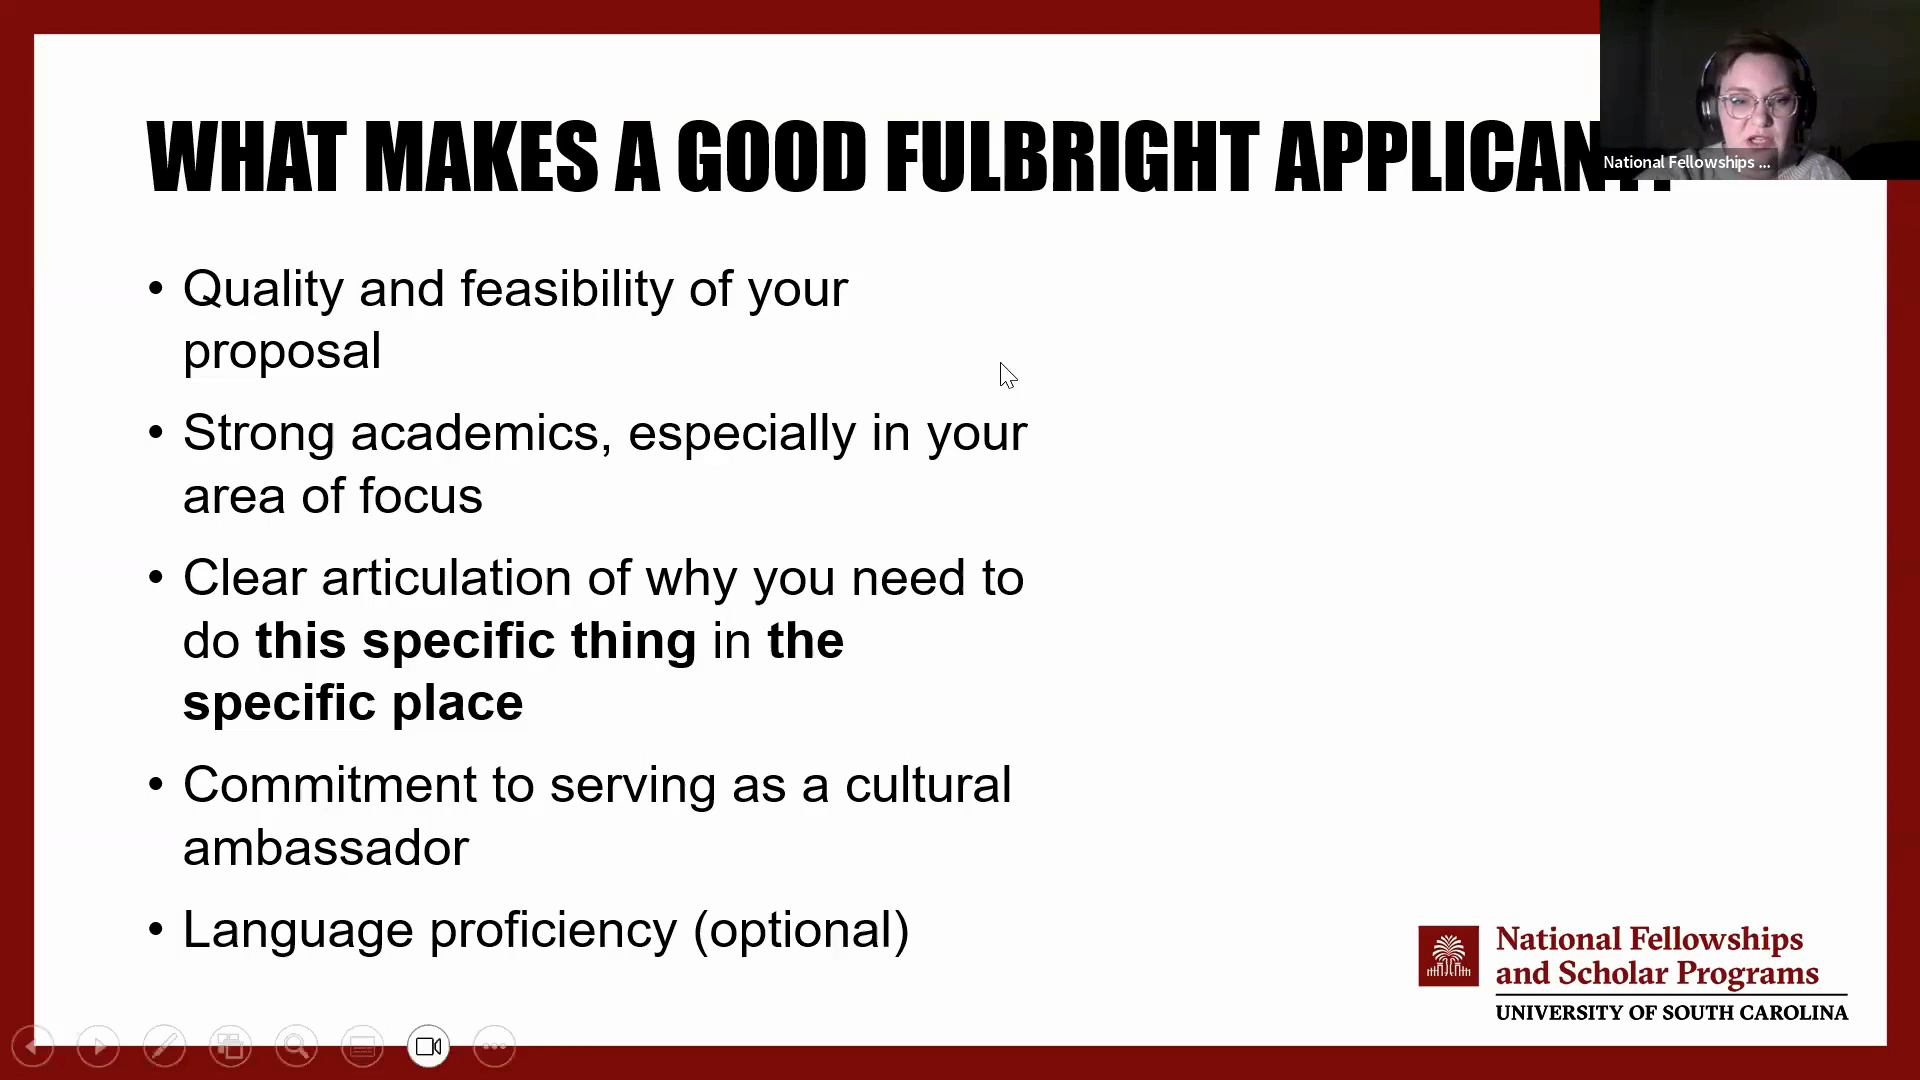 WHAT MAKES A GOOD FULBRIGHT APPLICANT?
National Fellowships ...
• Quality and feasibility of your
proposal
• Strong academics, especially in your
area of focus
• Clear articulation of why you need to
do this specific thing in the
specific place
• Commitment to serving as a cultural
ambassador
• Language proficiency (optional)
National Fellowships
and Scholar Programs
UNIVERSITY OF SOUTH CAROLINA